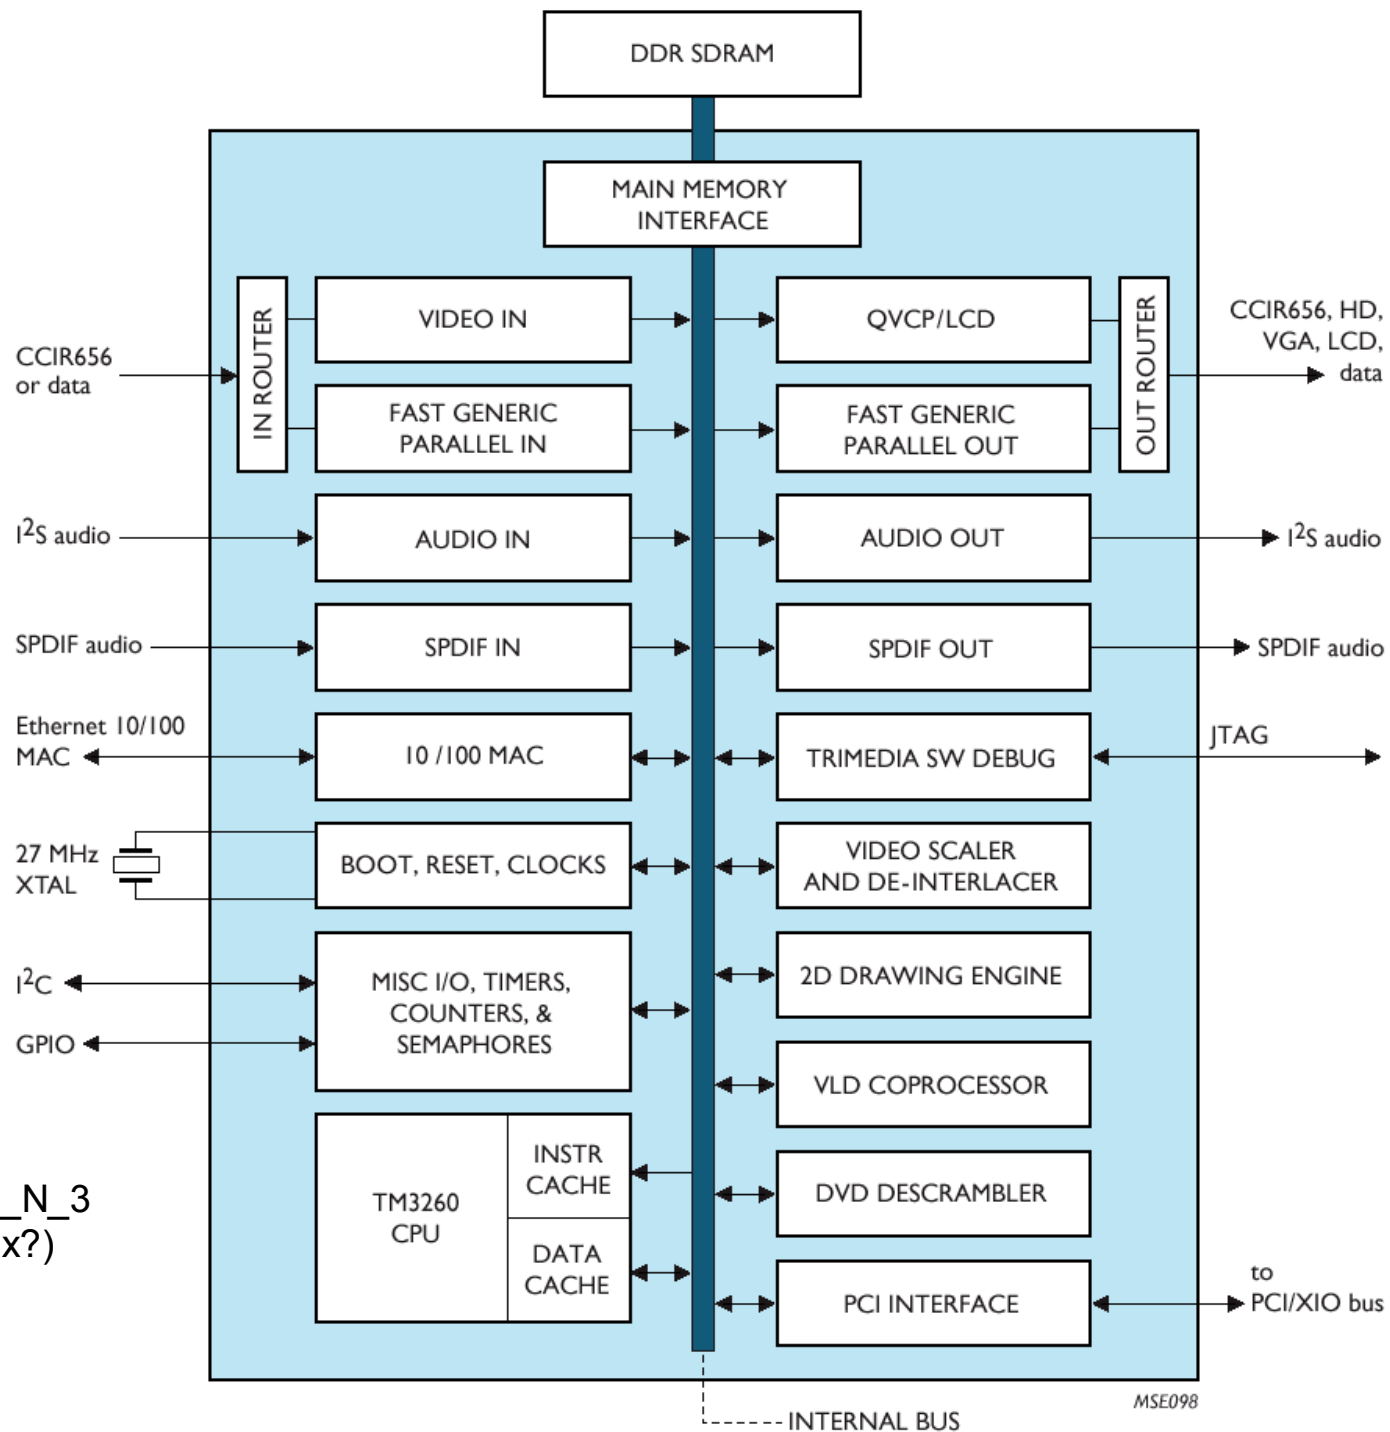 DDR SDRAM
MAIN MEMORY
INTERFACE
IN ROUTER
VIDEO IN
QVCP/LCD
OUT ROUTER
CCIR656, HD,
VGA, LCD,
data
CCIR656
or data
FAST GENERIC
PARALLEL IN
FAST GENERIC
PARALLEL OUT
I2S audio
AUDIO IN
AUDIO OUT
I2S audio
SPDIF audio
SPDIF IN
SPDIF OUT
SPDIF audio
Ethernet 10/100
MAC
10 /100 MAC
TRIMEDIA SW DEBUG
JTAG
27 MHz
XTAL
BOOT, RESET, CLOCKS
VIDEO SCALER
AND DE-INTERLACER
I2C
GPIO
MISC I/O, TIMERS,
COUNTERS, &
SEMAPHORES
2D DRAWING ENGINE
VLD COPROCESSOR
_N_3
x?)
TM3260
CPU
INSTR
CACHE
DATA
CACHE
DVD DESCRAMBLER
PCI INTERFACE
to
PCI/XIO bus
MSE098
INTERNAL BUS